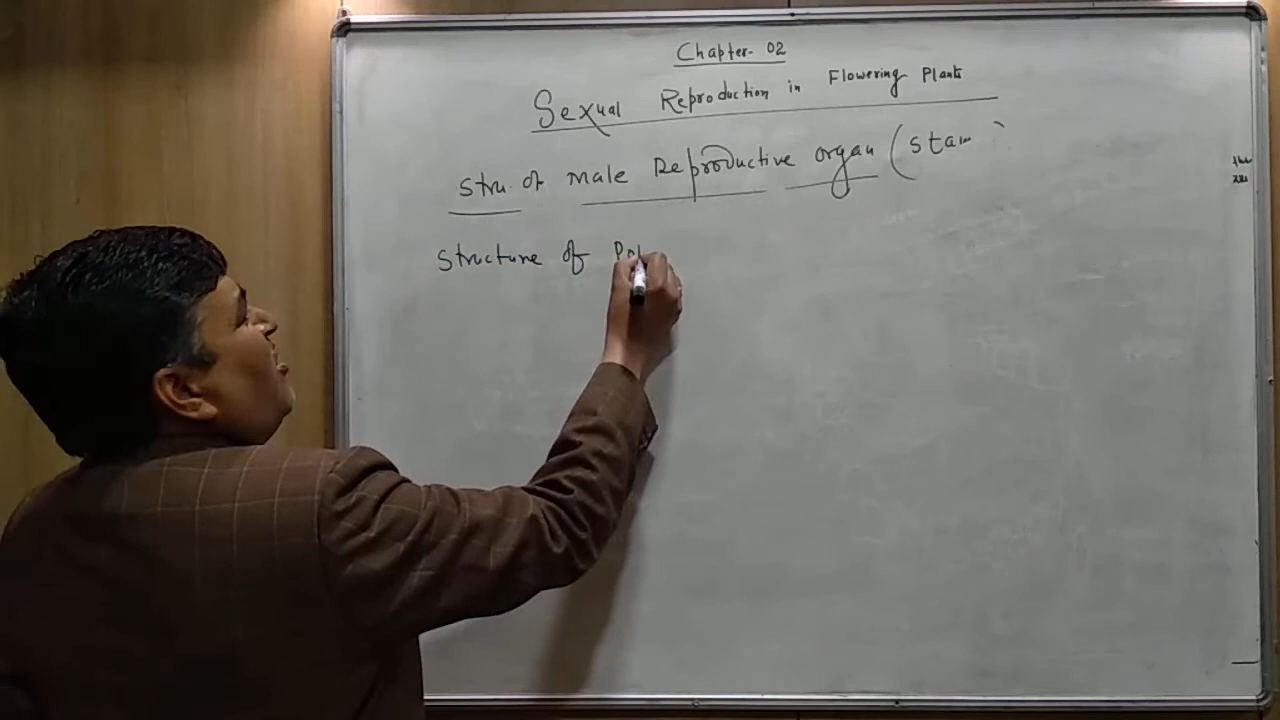 Chapter-02
Sexual Reproduction in Flowering Plants
Stru. of Male Reproductive organ (Stam
Structure of Pol